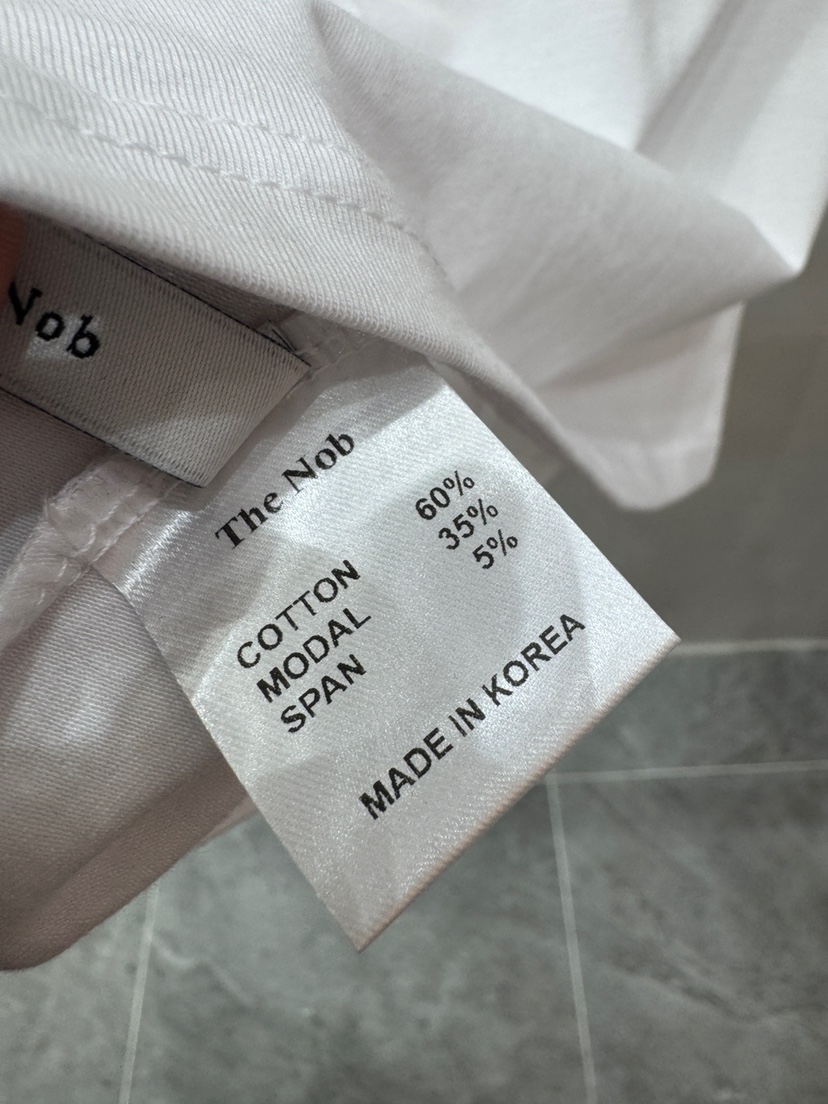 Nob
The Nob
COTTON 60%
MODAL 35%
SPAN 5%
MADE IN KOREA